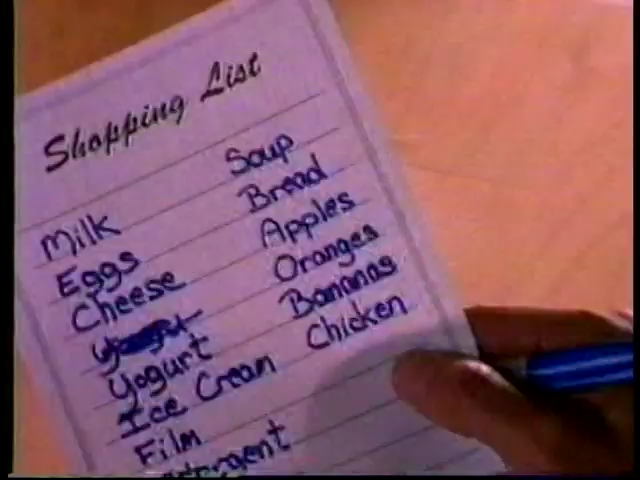 Shopping List
Milk
Eggs
Cheese
Yogurt
Ice Cream
Film
Soup
Bread
Apples
Oranges
Bananas
Chicken